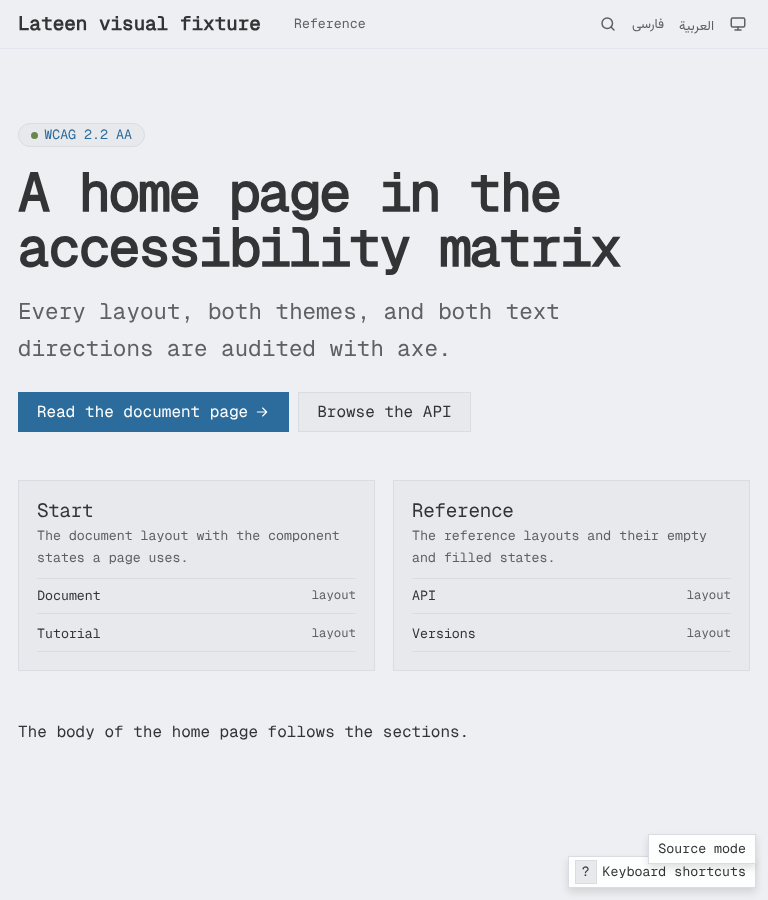 Lateen visual fixture
Reference
فارسی
العربية
WCAG 2.2 AA
A home page in the
accessibility matrix
Every layout, both themes, and both text
directions are audited with axe.
Read the document page →
Browse the API
Start
The document layout with the component
states a page uses.
Document layout
Tutorial layout
Reference
The reference layouts and their empty
and filled states.
API layout
Versions layout
The body of the home page follows the sections.
Source mode
? Keyboard shortcuts